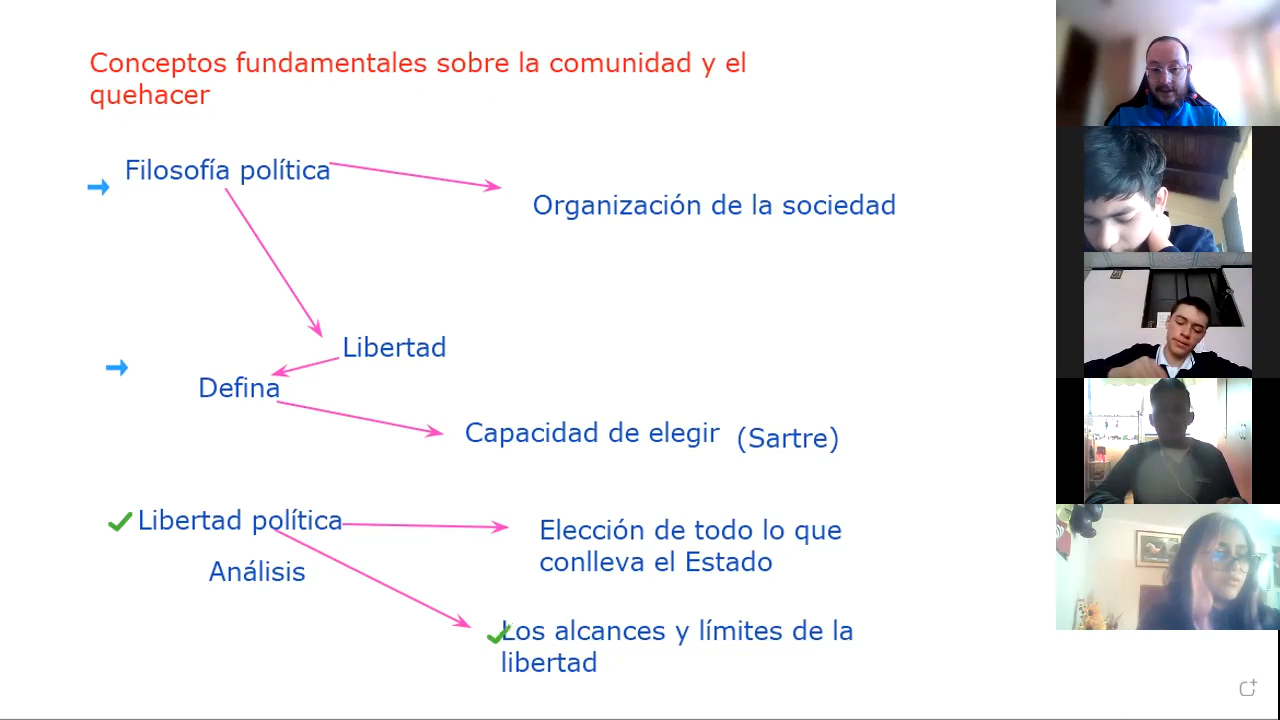 Conceptos fundamentales sobre la comunidad y el
quehacer
Filosofía política
Organización de la sociedad
Libertad
Defina
Capacidad de elegir (Sartre)
Libertad política
Elección de todo lo que
conlleva el Estado
Análisis
Los alcances y límites de la
libertad